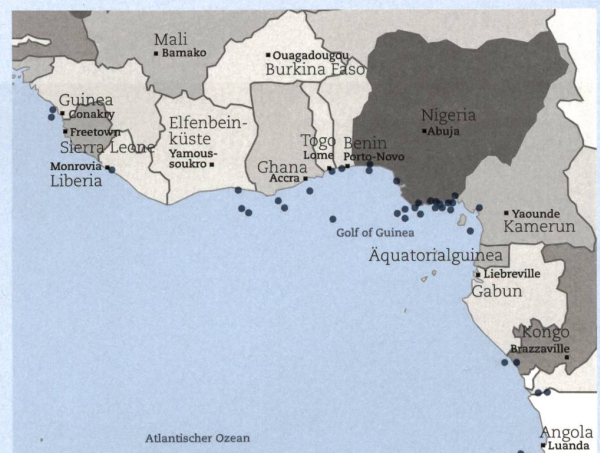 Mali
Bamako
Ouagadougou
Burkina Faso
Guinea
Conakry
Freetown
Sierra Leone
Monrovia
Liberia
Elfenbein-
küste
Yamous-
soukro
Ghana
Accra
Togo
Lome
Benin
Porto-Novo
Nigeria
Abuja
Golf of Guinea
Yaounde
Kamerun
Äquatorialguinea
Liebreville
Gabun
Kongo
Brazzaville
Atlantischer Ozean
Angola
Luanda